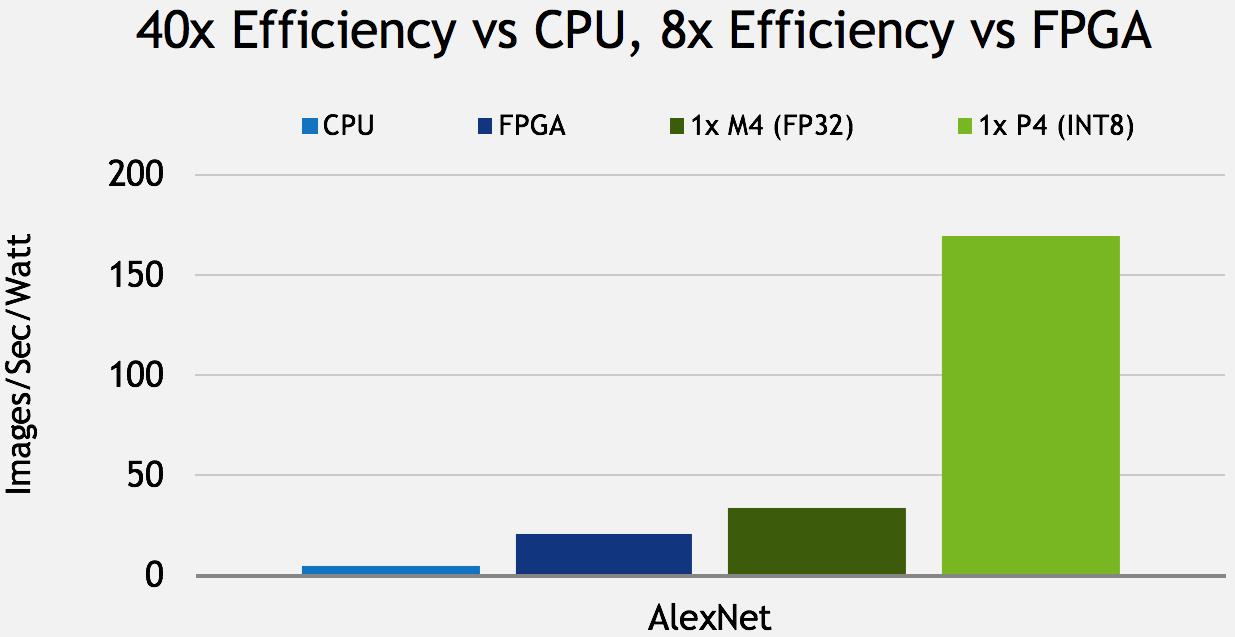 40x Efficiency vs CPU, 8x Efficiency vs FPGA
CPU FPGA 1x M4 (FP32) 1x P4 (INT8)
Images/Sec/Watt
200
150
100
50
0
AlexNet